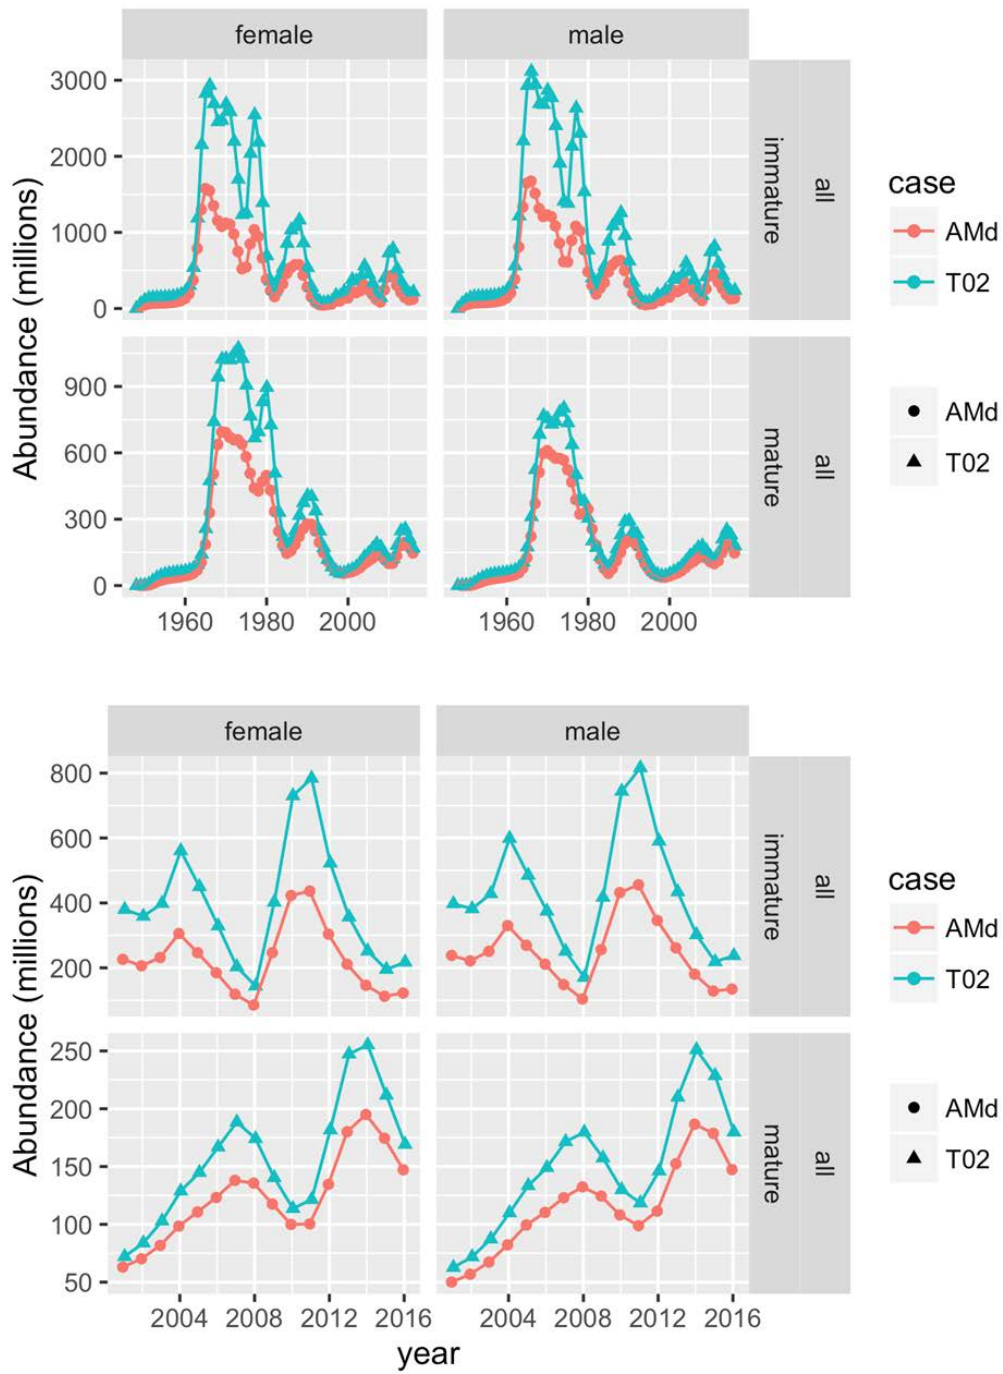 female male
3000
2000
1000
0
immature
all
case
AMd
T02
900
600
300
0
mature
all
AMd
T02
1960 1980 2000 1960 1980 2000
Abundance (millions)
female male
800
600
400
200
immature
all
case
AMd
T02
250
200
150
100
50
mature
all
AMd
T02
2004 2008 2012 2016 2004 2008 2012 2016
Abundance (millions)
year